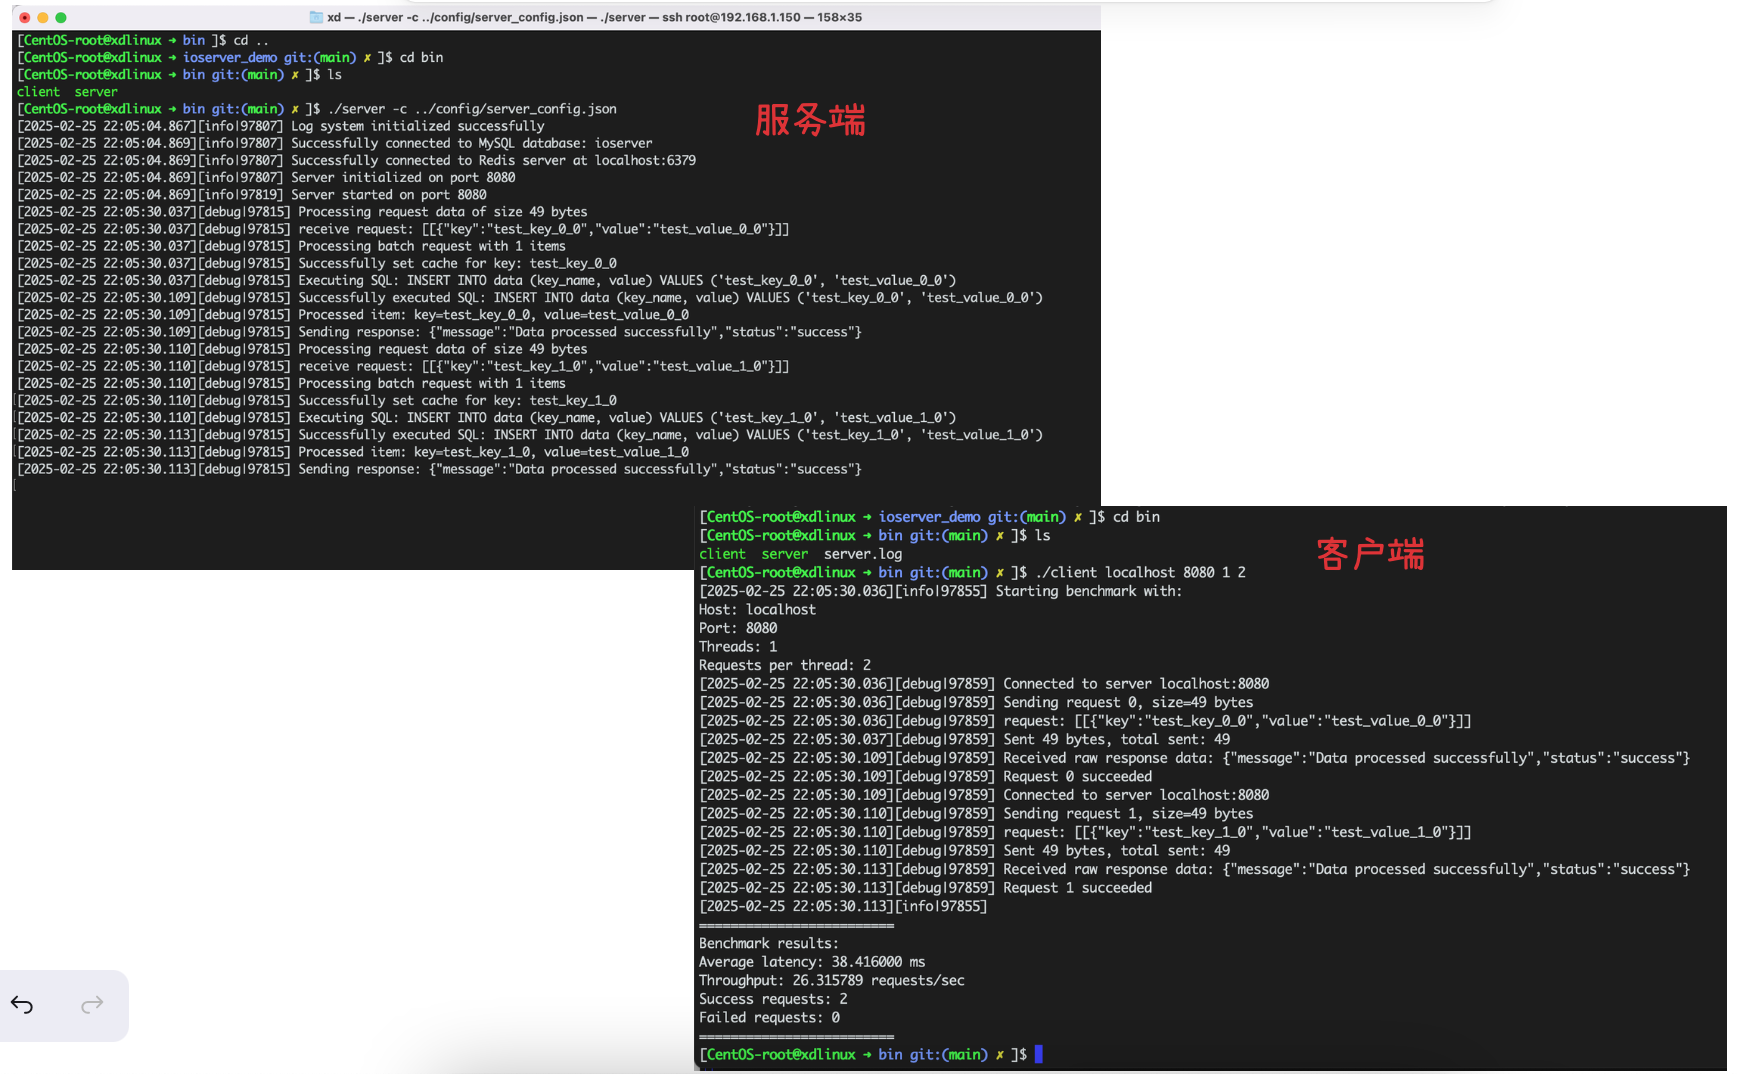 xd — ./server -c ../config/server_config.json — ./server — ssh root@192.168.1.150 — 158×35
[CentOS-root@xdlinux ➜ bin ]$ cd ..
[CentOS-root@xdlinux ➜ ioserver_demo git:(main) ✗ ]$ cd bin
[CentOS-root@xdlinux ➜ bin git:(main) ✗ ]$ ls
client  server
[CentOS-root@xdlinux ➜ bin git:(main) ✗ ]$ ./server -c ../config/server_config.json
服务端
[2025-02-25 22:05:04.867][info|97807] Log system initialized successfully
[2025-02-25 22:05:04.869][info|97807] Successfully connected to MySQL database: ioserver
[2025-02-25 22:05:04.869][info|97807] Successfully connected to Redis server at localhost:6379
[2025-02-25 22:05:04.869][info|97807] Server initialized on port 8080
[2025-02-25 22:05:04.869][info|97819] Server started on port 8080
[2025-02-25 22:05:30.037][debug|97815] Processing request data of size 49 bytes
[2025-02-25 22:05:30.037][debug|97815] receive request: [[{"key":"test_key_0_0","value":"test_value_0_0"}]]
[2025-02-25 22:05:30.037][debug|97815] Processing batch request with 1 items
[2025-02-25 22:05:30.037][debug|97815] Successfully set cache for key: test_key_0_0
[2025-02-25 22:05:30.037][debug|97815] Executing SQL: INSERT INTO data (key_name, value) VALUES ('test_key_0_0', 'test_value_0_0')
[2025-02-25 22:05:30.109][debug|97815] Successfully executed SQL: INSERT INTO data (key_name, value) VALUES ('test_key_0_0', 'test_value_0_0')
[2025-02-25 22:05:30.109][debug|97815] Processed item: key=test_key_0_0, value=test_value_0_0
[2025-02-25 22:05:30.109][debug|97815] Sending response: {"message":"Data processed successfully","status":"success"}
[2025-02-25 22:05:30.110][debug|97815] Processing request data of size 49 bytes
[2025-02-25 22:05:30.110][debug|97815] receive request: [[{"key":"test_key_1_0","value":"test_value_1_0"}]]
[2025-02-25 22:05:30.110][debug|97815] Processing batch request with 1 items
[2025-02-25 22:05:30.110][debug|97815] Successfully set cache for key: test_key_1_0
[2025-02-25 22:05:30.110][debug|97815] Executing SQL: INSERT INTO data (key_name, value) VALUES ('test_key_1_0', 'test_value_1_0')
[2025-02-25 22:05:30.113][debug|97815] Successfully executed SQL: INSERT INTO data (key_name, value) VALUES ('test_key_1_0', 'test_value_1_0')
[2025-02-25 22:05:30.113][debug|97815] Processed item: key=test_key_1_0, value=test_value_1_0
[2025-02-25 22:05:30.113][debug|97815] Sending response: {"message":"Data processed successfully","status":"success"}
[CentOS-root@xdlinux ➜ ioserver_demo git:(main) ✗ ]$ cd bin
[CentOS-root@xdlinux ➜ bin git:(main) ✗ ]$ ls
client  server  server.log
客户端
[CentOS-root@xdlinux ➜ bin git:(main) ✗ ]$ ./client localhost 8080 1 2
[2025-02-25 22:05:30.036][info|97855] Starting benchmark with:
Host: localhost
Port: 8080
Threads: 1
Requests per thread: 2
[2025-02-25 22:05:30.036][debug|97859] Connected to server localhost:8080
[2025-02-25 22:05:30.036][debug|97859] Sending request 0, size=49 bytes
[2025-02-25 22:05:30.036][debug|97859] request: [[{"key":"test_key_0_0","value":"test_value_0_0"}]]
[2025-02-25 22:05:30.037][debug|97859] Sent 49 bytes, total sent: 49
[2025-02-25 22:05:30.109][debug|97859] Received raw response data: {"message":"Data processed successfully","status":"success"}
[2025-02-25 22:05:30.109][debug|97859] Request 0 succeeded
[2025-02-25 22:05:30.109][debug|97859] Connected to server localhost:8080
[2025-02-25 22:05:30.110][debug|97859] Sending request 1, size=49 bytes
[2025-02-25 22:05:30.110][debug|97859] request: [[{"key":"test_key_1_0","value":"test_value_1_0"}]]
[2025-02-25 22:05:30.110][debug|97859] Sent 49 bytes, total sent: 49
[2025-02-25 22:05:30.113][debug|97859] Received raw response data: {"message":"Data processed successfully","status":"success"}
[2025-02-25 22:05:30.113][debug|97859] Request 1 succeeded
[2025-02-25 22:05:30.113][info|97855]
=========================
Benchmark results:
Average latency: 38.416000 ms
Throughput: 26.315789 requests/sec
Success requests: 2
Failed requests: 0
=========================
[CentOS-root@xdlinux ➜ bin git:(main) ✗ ]$